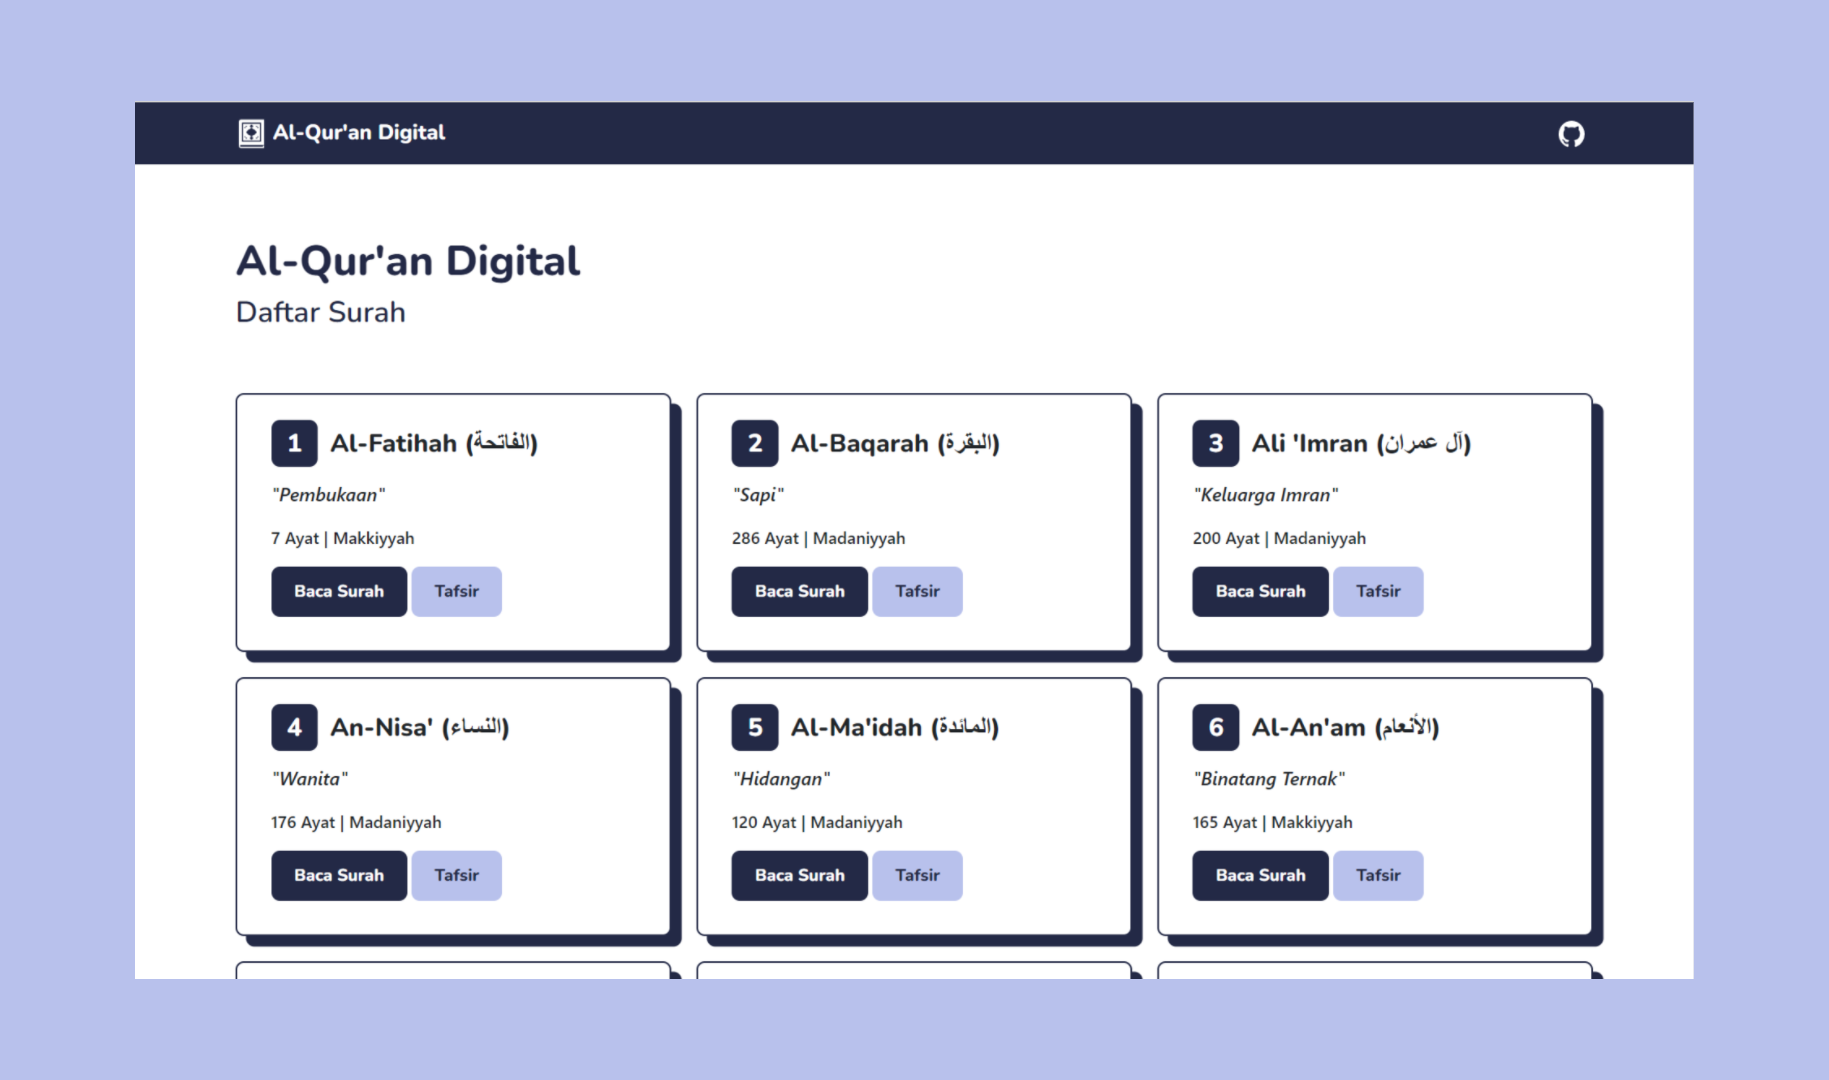 Al-Qur'an Digital
Al-Qur'an Digital
Daftar Surah
1 Al-Fatihah (الفاتحة)
"Pembukaan"
7 Ayat | Makkiyyah
Baca Surah Tafsir
2 Al-Baqarah (البقرة)
"Sapi"
286 Ayat | Madaniyyah
Baca Surah Tafsir
3 Ali 'Imran (آل عمران)
"Keluarga Imran"
200 Ayat | Madaniyyah
Baca Surah Tafsir
4 An-Nisa' (النساء)
"Wanita"
176 Ayat | Madaniyyah
Baca Surah Tafsir
5 Al-Ma'idah (المائدة)
"Hidangan"
120 Ayat | Madaniyyah
Baca Surah Tafsir
6 Al-An'am (الأنعام)
"Binatang Ternak"
165 Ayat | Makkiyyah
Baca Surah Tafsir